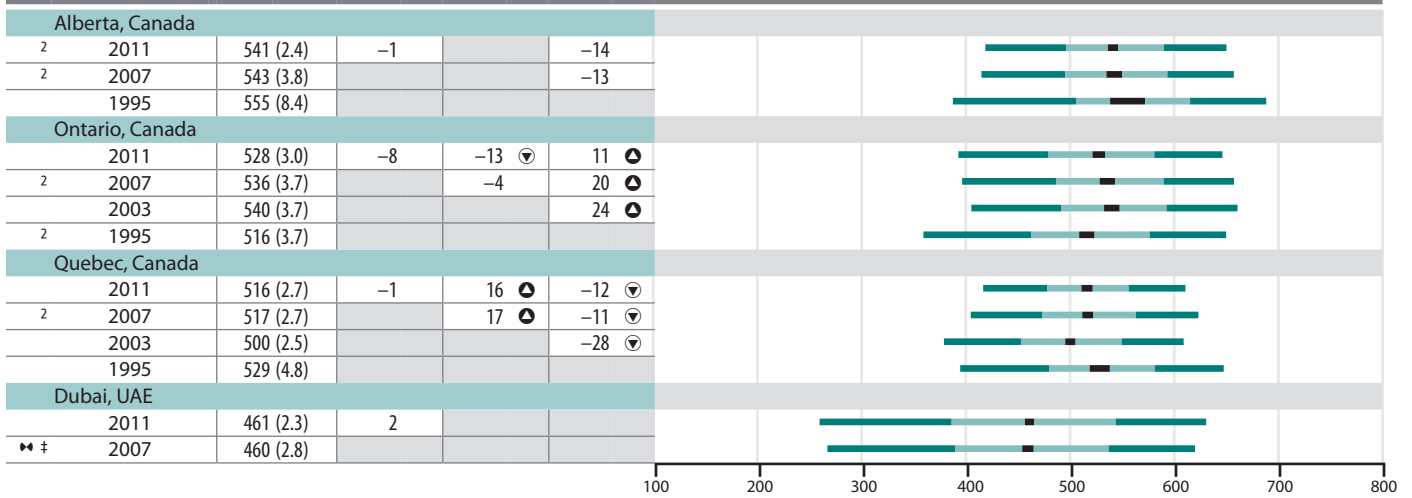 Alberta, Canada
2 2011 541 (2.4) –1 –14
2 2007 543 (3.8) –13
1995 555 (8.4)
Ontario, Canada
2011 528 (3.0) –8 –13 11
2 2007 536 (3.7) –4 20
2003 540 (3.7) 24
2 1995 516 (3.7)
Quebec, Canada
2011 516 (2.7) –1 16 –12
2 2007 517 (2.7) 17 –11
2003 500 (2.5) –28
1995 529 (4.8)
Dubai, UAE
2011 461 (2.3) 2
‡ 2007 460 (2.8)
100 200 300 400 500 600 700 800